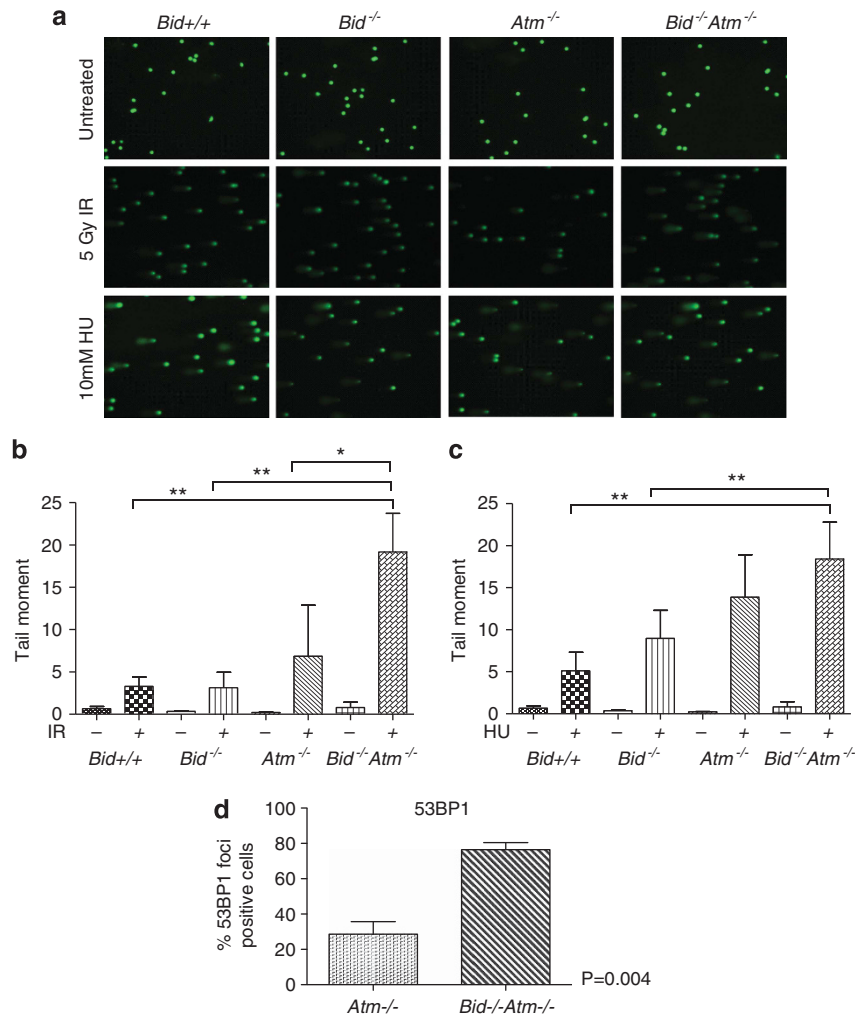 a
Bid+/+ Bid-/- Atm-/- Bid-/-Atm-/-
Untreated
5 Gy IR
10mM HU
b
** ** *
Tail moment
25
20
15
10
5
0
IR – + – + – + – +
Bid+/+ Bid-/- Atm-/- Bid-/-Atm-/-
c
** **
Tail moment
25
20
15
10
5
0
HU – + – + – + – +
Bid+/+ Bid-/- Atm-/- Bid-/-Atm-/-
d
53BP1
% 53BP1 foci
positive cells
100
80
60
40
20
0
Atm-/- Bid-/-Atm-/-
P=0.004